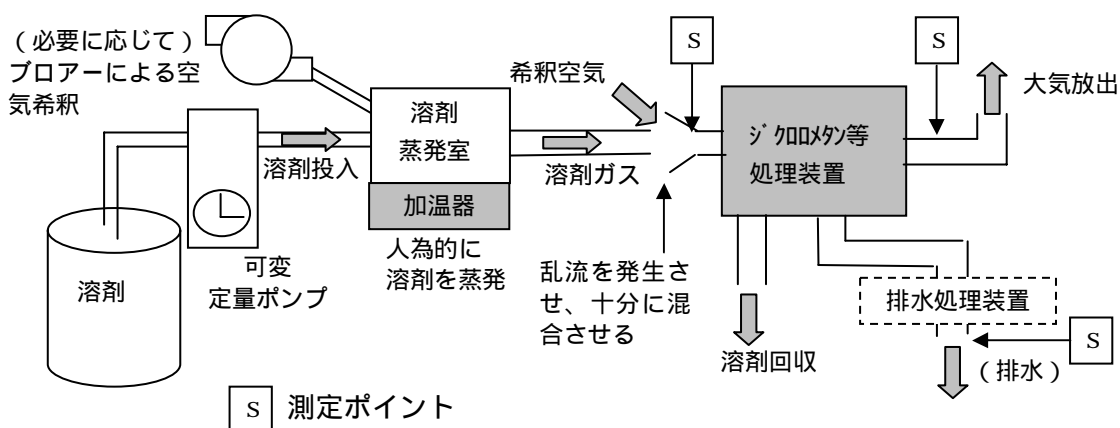 (必要に応じて)
ブロアーによる空
気希釈
S
S
希釈空気
大気放出
溶剤
蒸発室
ジクロロメタン等
処理装置
溶剤投入
溶剤ガス
加温器
人為的に
溶剤を蒸発
可変
定量ポンプ
溶剤
乱流を発生さ
せ、十分に混
合させる
排水処理装置
S
溶剤回収
(排水)
S 測定ポイント